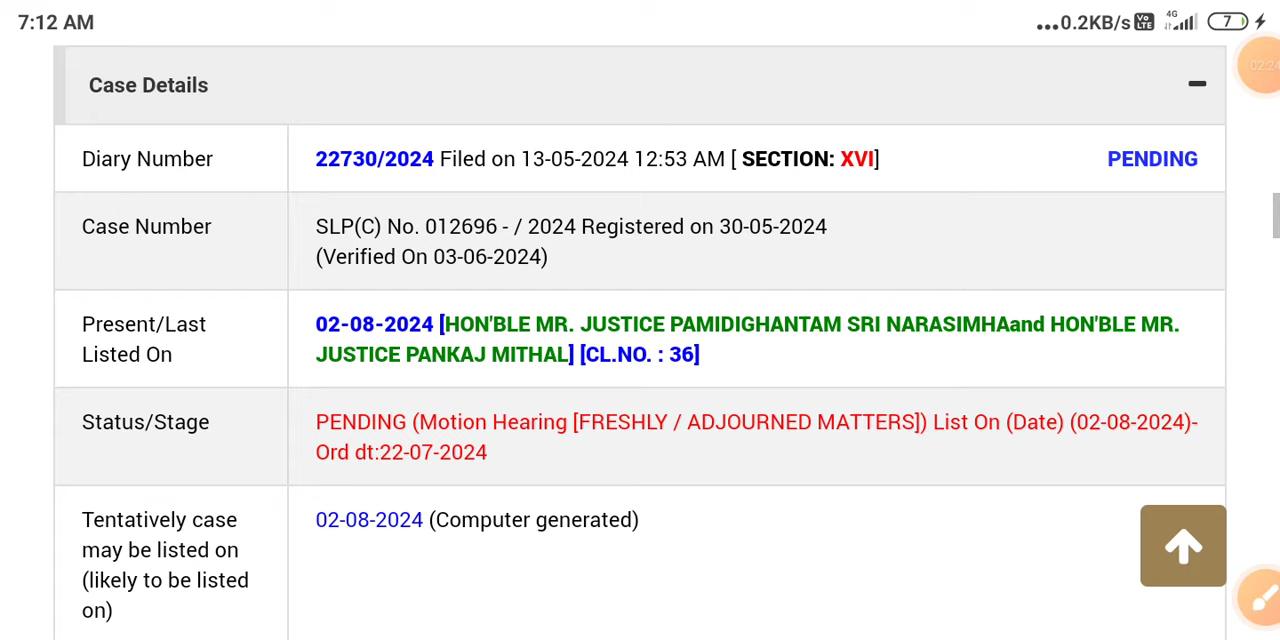 7:12 AM
...0.2KB/s Vo LTE 4G 7
Case Details
02:24
Diary Number
22730/2024 Filed on 13-05-2024 12:53 AM [ SECTION: XVI]
PENDING
Case Number
SLP(C) No. 012696 - / 2024 Registered on 30-05-2024
(Verified On 03-06-2024)
Present/Last
Listed On
02-08-2024 [HON'BLE MR. JUSTICE PAMIDIGHANTAM SRI NARASIMHAand HON'BLE MR.
JUSTICE PANKAJ MITHAL] [CL.NO. : 36]
Status/Stage
PENDING (Motion Hearing [FRESHLY / ADJOURNED MATTERS]) List On (Date) (02-08-2024)-
Ord dt:22-07-2024
Tentatively case
may be listed on
(likely to be listed
on)
02-08-2024 (Computer generated)